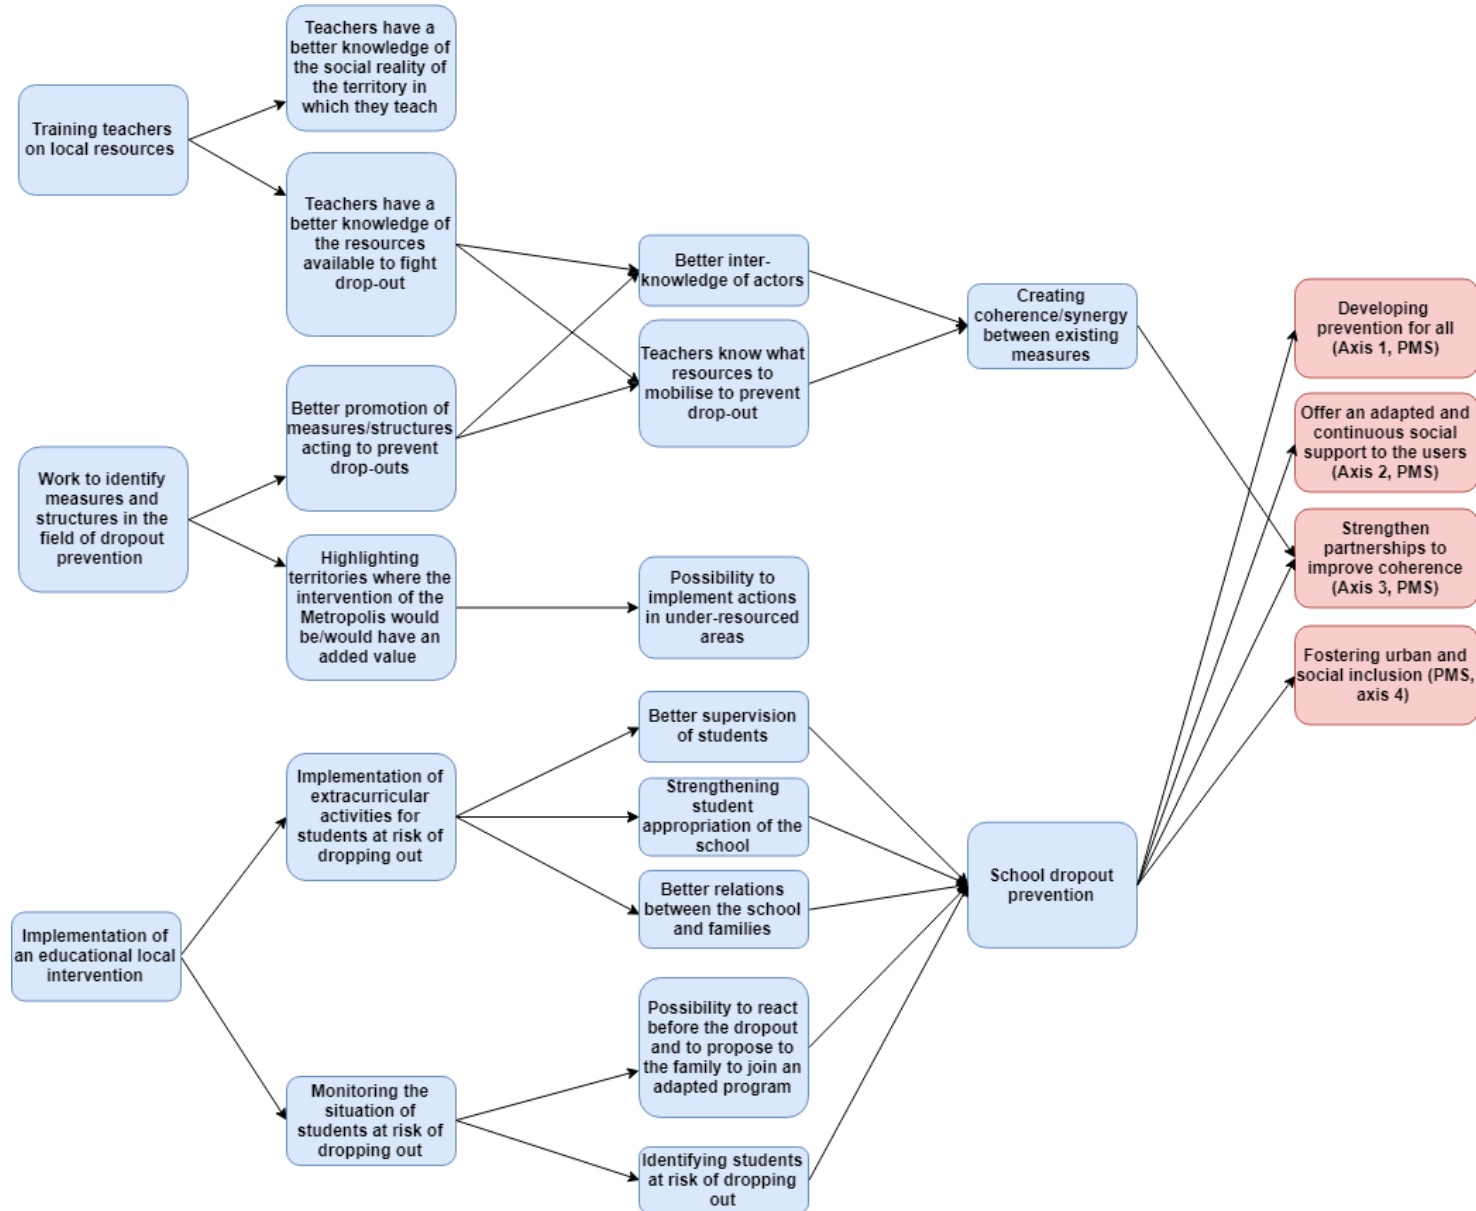 Training teachers
on local resources
Work to identify
measures and
structures in the
field of dropout
prevention
Implementation of
an educational local
intervention
Teachers have a
better knowledge of
the social reality of
the territory in
which they teach
Teachers have a
better knowledge of
the resources
available to fight
drop-out
Better promotion of
measures/structures
acting to prevent
drop-outs
Highlighting
territories where the
intervention of the
Metropolis would
be/would have an
added value
Implementation of
extracurricular
activities for
students at risk of
dropping out
Monitoring the
situation of
students at risk of
dropping out
Better inter-
knowledge of actors
Teachers know what
resources to
mobilise to prevent
drop-out
Possibility to
implement actions
in under-resourced
areas
Better supervision
of students
Strengthening
student
appropriation of the
school
Better relations
between the school
and families
Possibility to react
before the dropout
and to propose to
the family to join an
adapted program
Identifying students
at risk of dropping
out
Creating
coherence/synergy
between existing
measures
School dropout
prevention
Developing
prevention for all
(Axis 1, PMS)
Offer an adapted and
continuous social
support to the users
(Axis 2, PMS)
Strengthen
partnerships to
improve coherence
(Axis 3, PMS)
Fostering urban and
social inclusion (PMS,
axis 4)